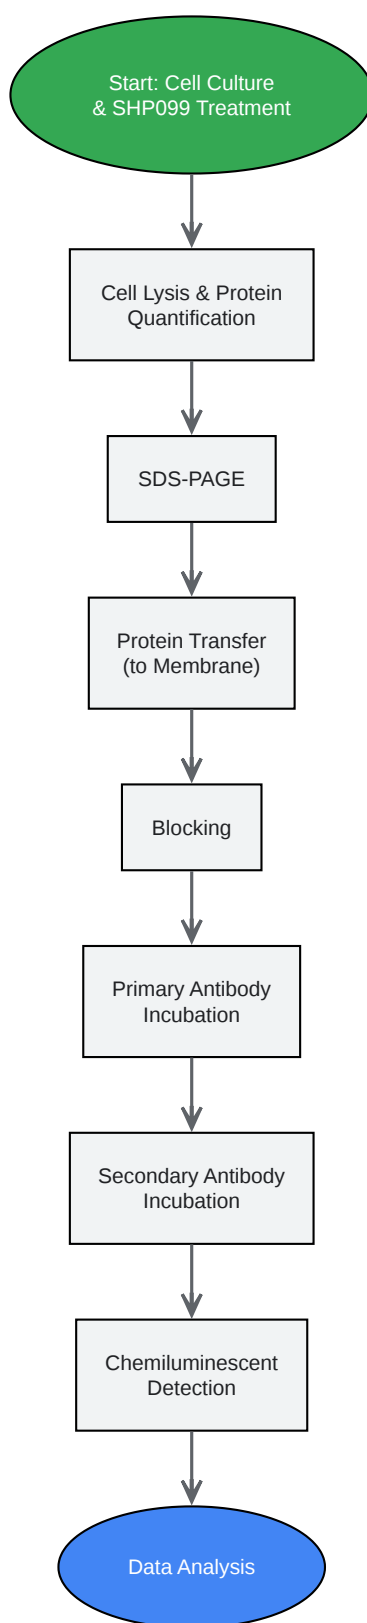 Start: Cell Culture
& SHP099 Treatment
Cell Lysis & Protein
Quantification
SDS-PAGE
Protein Transfer
(to Membrane)
Blocking
Primary Antibody
Incubation
Secondary Antibody
Incubation
Chemiluminescent
Detection
Data Analysis